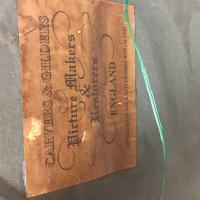 CARVERS & GILDERS
Picture Makers
&
Restorers
ENGLAND